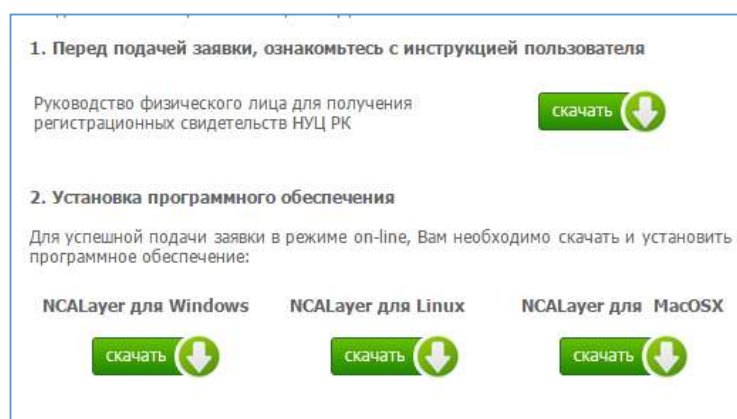 1. Перед подачей заявки, ознакомьтесь с инструкцией пользователя
Руководство физического лица для получения
регистрационных свидетельств НУЦ РК
скачать
2. Установка программного обеспечения
Для успешной подачи заявки в режиме on-line, Вам необходимо скачать и установить
программное обеспечение:
NCALayer для Windows NCALayer для Linux NCALayer для MacOSX
скачать скачать скачать